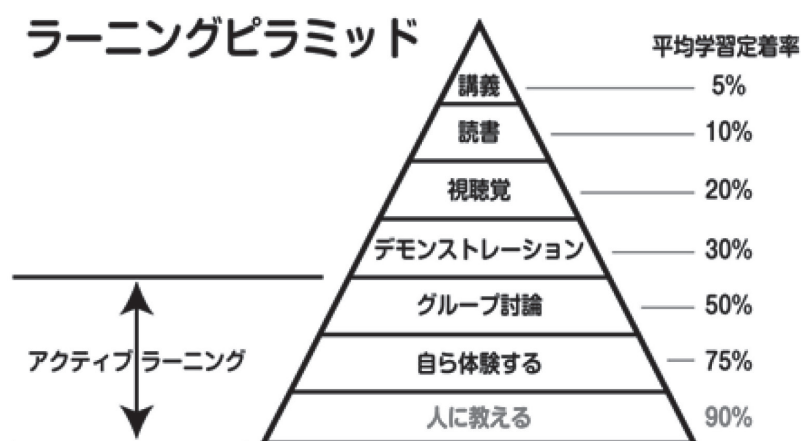 ラーニングピラミッド
平均学習定着率
講義 5%
読書 10%
視聴覚 20%
デモンストレーション 30%
グループ討論 50%
アクティブラーニング
自ら体験する 75%
人に教える 90%